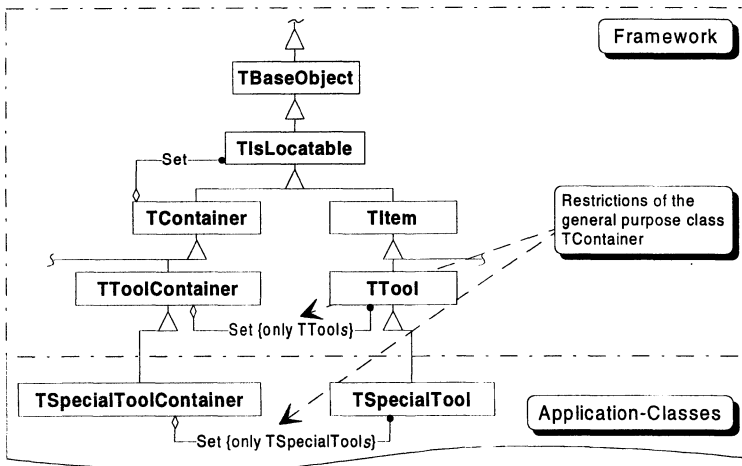 Framework
TBaseObject
TIsLocatable
Set
TContainer
TItem
Restrictions of the
general purpose class
TContainer
TToolContainer
TTool
Set {only TTools}
TSpecialToolContainer
TSpecialTool
Application-Classes
Set {only TSpecialTools}